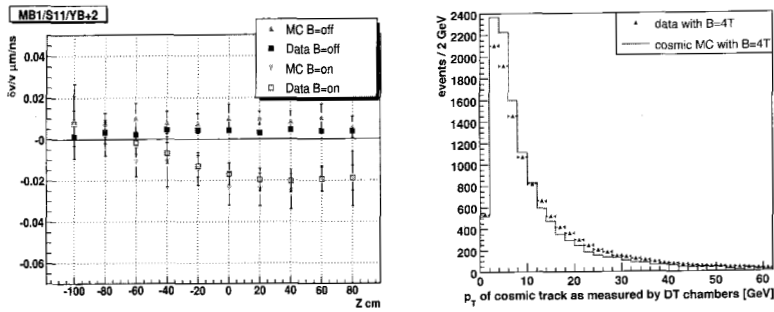 MB1/S11/YB+2
MC B=off
Data B=off
MC B=on
Data B=on
δv/v μm/ns
0.04
0.02
-0
-0.02
-0.04
-0.06
-100 -80 -60 -40 -20 0 20 40 60 80
Z cm
data with B=4T
cosmic MC with B=4T
events / 2 GeV
2400
2200
2000
1800
1600
1400
1200
1000
800
600
400
200
0
0 10 20 30 40 50 60
pT of cosmic track as measured by DT chambers [GeV]